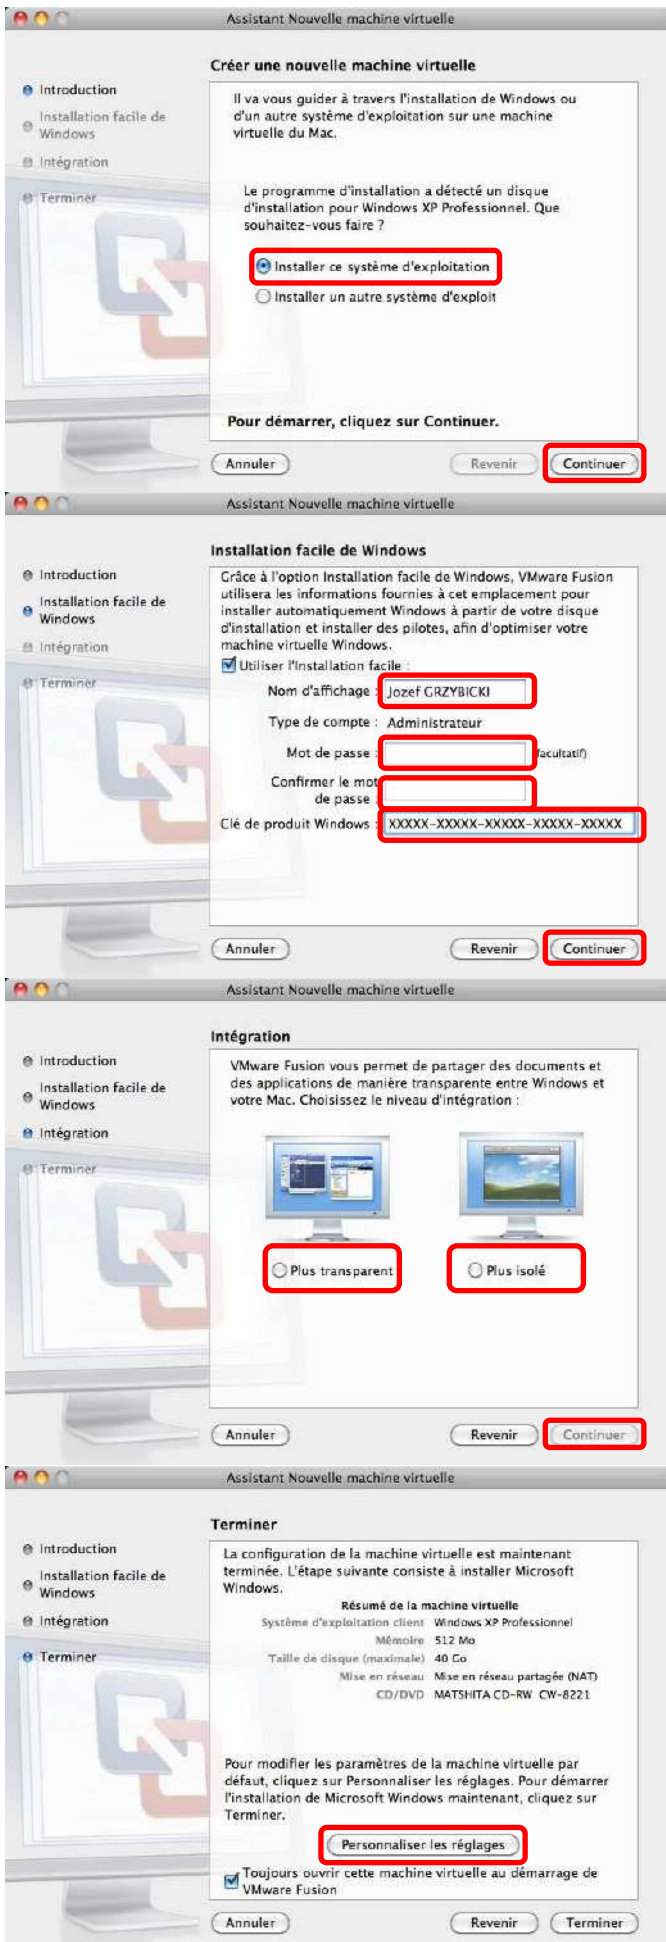 Assistant Nouvelle machine virtuelle
Créer une nouvelle machine virtuelle
Introduction
Installation facile de
Windows
Intégration
Terminer
Il va vous guider à travers l'installation de Windows ou
d'un autre système d'exploitation sur une machine
virtuelle du Mac.
Le programme d'installation a détecté un disque
d'installation pour Windows XP Professionnel. Que
souhaitez-vous faire ?
Installer ce système d'exploitation
Installer un autre système d'exploit
Pour démarrer, cliquez sur Continuer.
Annuler
Revenir
Continuer
Assistant Nouvelle machine virtuelle
Installation facile de Windows
Introduction
Installation facile de
Windows
Intégration
Terminer
Grâce à l'option Installation facile de Windows, VMware Fusion
utilisera les informations fournies à cet emplacement pour
installer automatiquement Windows à partir de votre disque
d'installation et installer des pilotes, afin d'optimiser votre
machine virtuelle Windows.
Utiliser l'Installation facile :
Nom d'affichage : Jozef GRZYBICKI
Type de compte : Administrateur
Mot de passe : (facultatif)
Confirmer le mot
de passe :
Clé de produit Windows : XXXXX-XXXXX-XXXXX-XXXXX-XXXXX
Annuler
Revenir
Continuer
Assistant Nouvelle machine virtuelle
Intégration
Introduction
Installation facile de
Windows
Intégration
Terminer
VMware Fusion vous permet de partager des documents et
des applications de manière transparente entre Windows et
votre Mac. Choisissez le niveau d'intégration :
Plus transparent
Plus isolé
Annuler
Revenir
Continuer
Assistant Nouvelle machine virtuelle
Terminer
Introduction
Installation facile de
Windows
Intégration
Terminer
La configuration de la machine virtuelle est maintenant
terminée. L'étape suivante consiste à installer Microsoft
Windows.
Résumé de la machine virtuelle
Système d'exploitation client Windows XP Professionnel
Mémoire 512 Mo
Taille de disque (maximale) 40 Go
Mise en réseau Mise en réseau partagée (NAT)
CD/DVD MATSHITA CD-RW CW-8221
Pour modifier les paramètres de la machine virtuelle par
défaut, cliquez sur Personnaliser les réglages. Pour démarrer
l'installation de Microsoft Windows maintenant, cliquez sur
Terminer.
Personnaliser les réglages
Toujours ouvrir cette machine virtuelle au démarrage de
VMware Fusion
Annuler
Revenir
Terminer